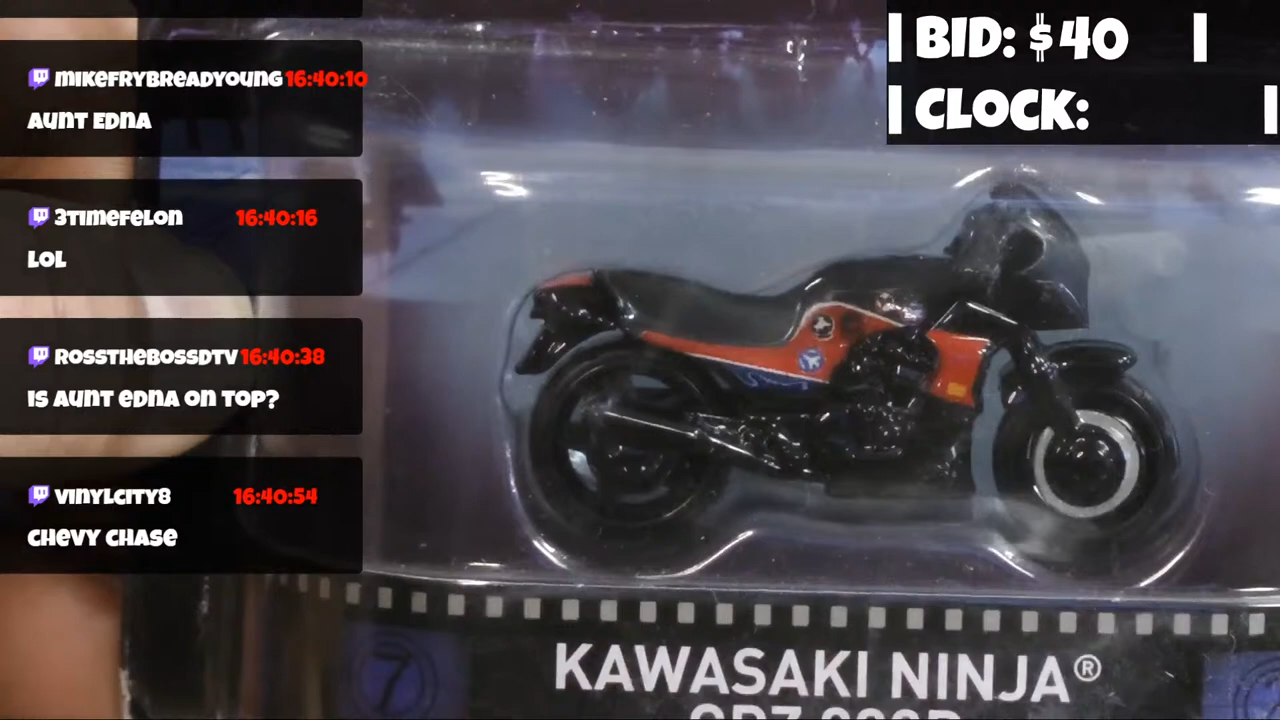 MIKEFRYBREADYOUNG 16:40:10
AUNT EDNA
3TIMEFELON 16:40:16
LOL
ROSSTHEBOSSDTV 16:40:38
IS AUNT EDNA ON TOP?
VINYLCITY8 16:40:54
CHEVY CHASE
| BID: $40 |
| CLOCK: |
7
KAWASAKI NINJA®